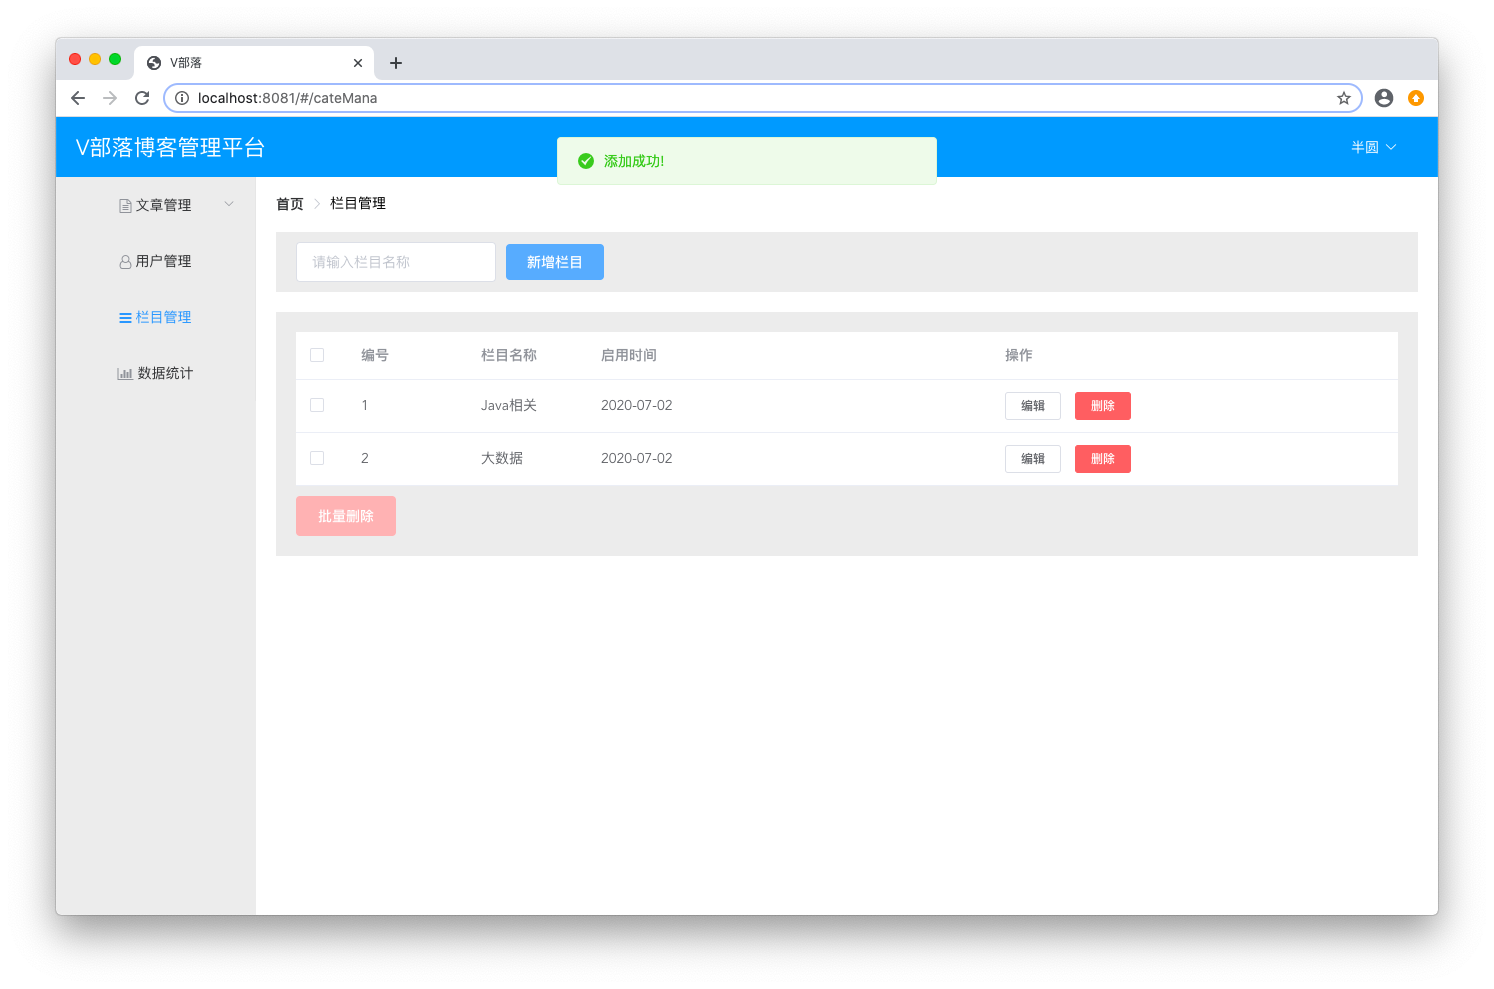 V部落
localhost:8081/#/cateMana
V部落博客管理平台
添加成功!
半圆
文章管理
用户管理
栏目管理
数据统计
首页 栏目管理
请输入栏目名称 新增栏目
编号 栏目名称 启用时间 操作
1 Java相关 2020-07-02 编辑 删除
2 大数据 2020-07-02 编辑 删除
批量删除